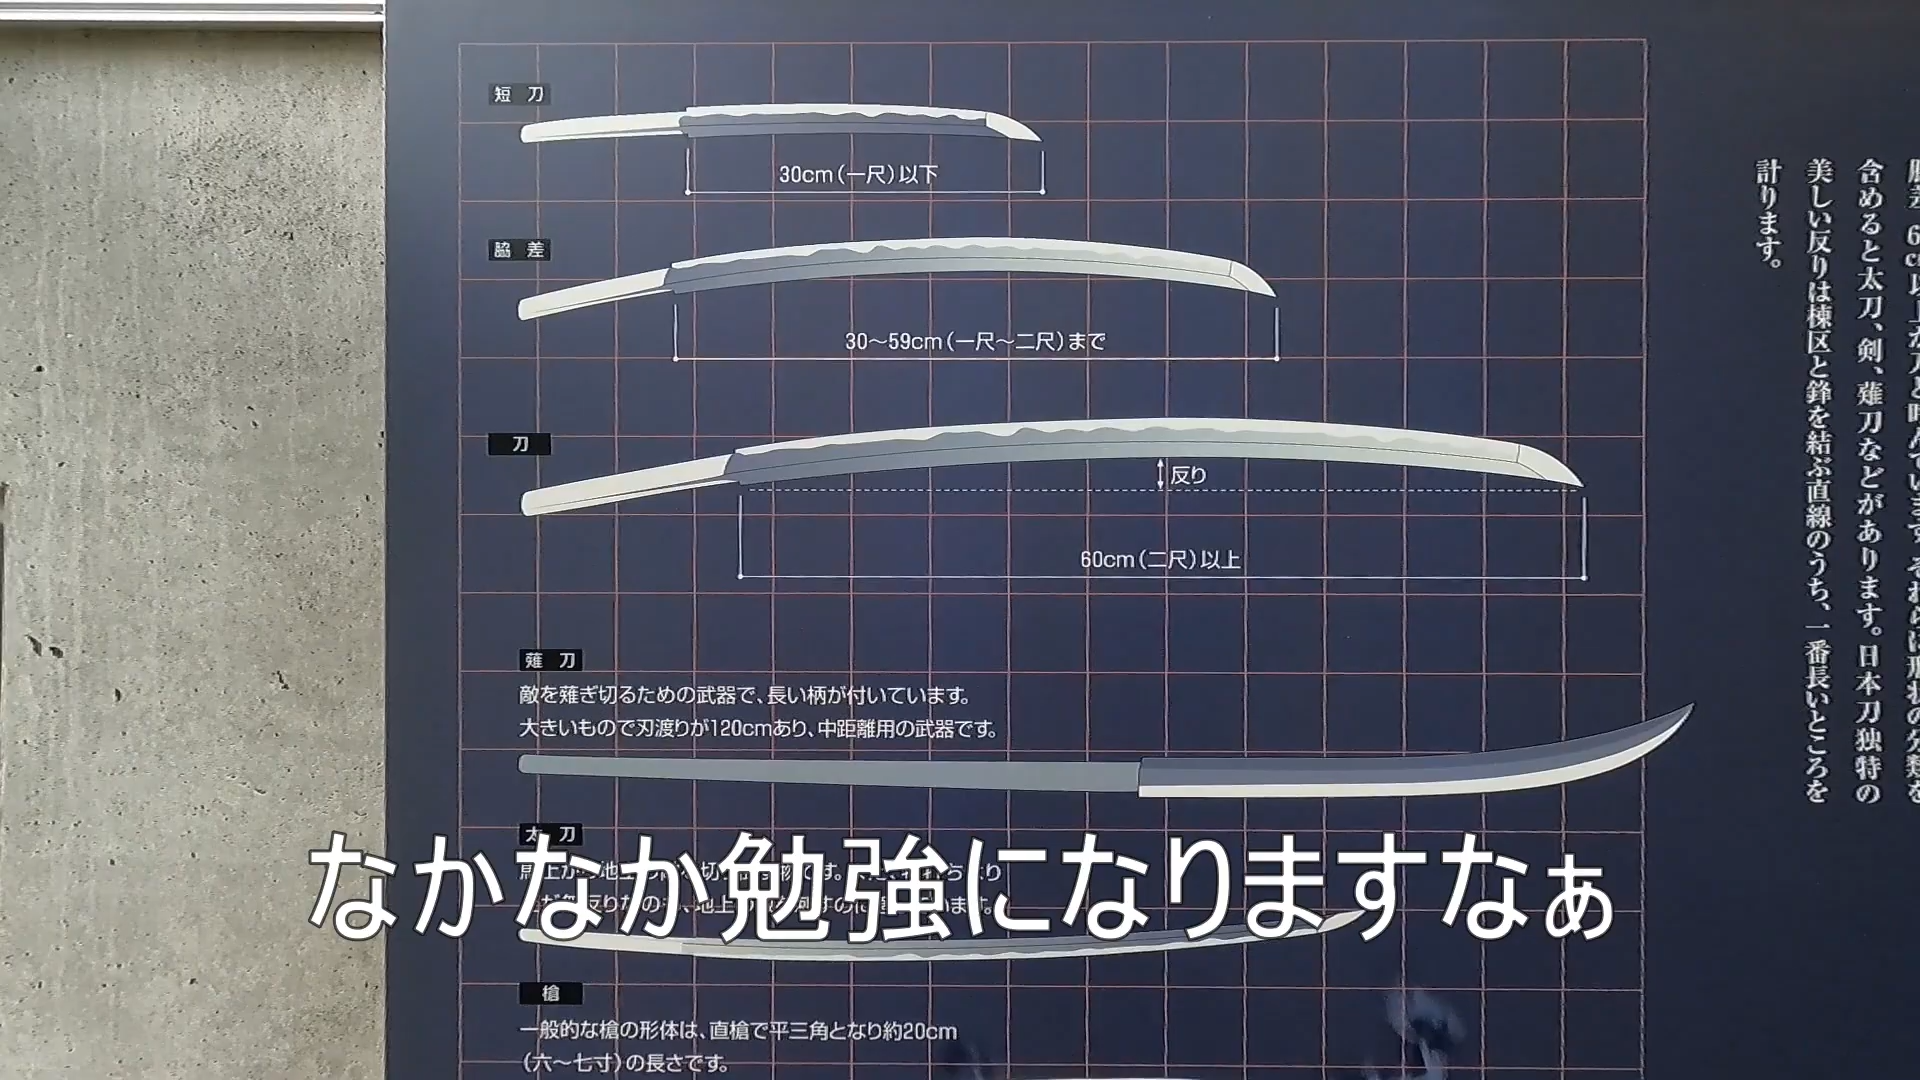 短刀
30cm（一尺）以下
脇差
30〜59cm（一尺〜二尺）まで
刀
反り
60cm（二尺）以上
薙刀
敵を薙ぎ切るための武器で、長い柄が付いています。
大きいもので刃渡りが120cmあり、中距離用の武器です。
太刀
なかなか勉強になりますなぁ
槍
一般的な槍の形体は、直槍で平三角となり約20cm
（六〜七寸）の長さです。
含めると太刀、剣、薙刀などがあります。日本刀独特の
美しい反りは棟区と鋒を結ぶ直線のうち、一番長いところを
計ります。